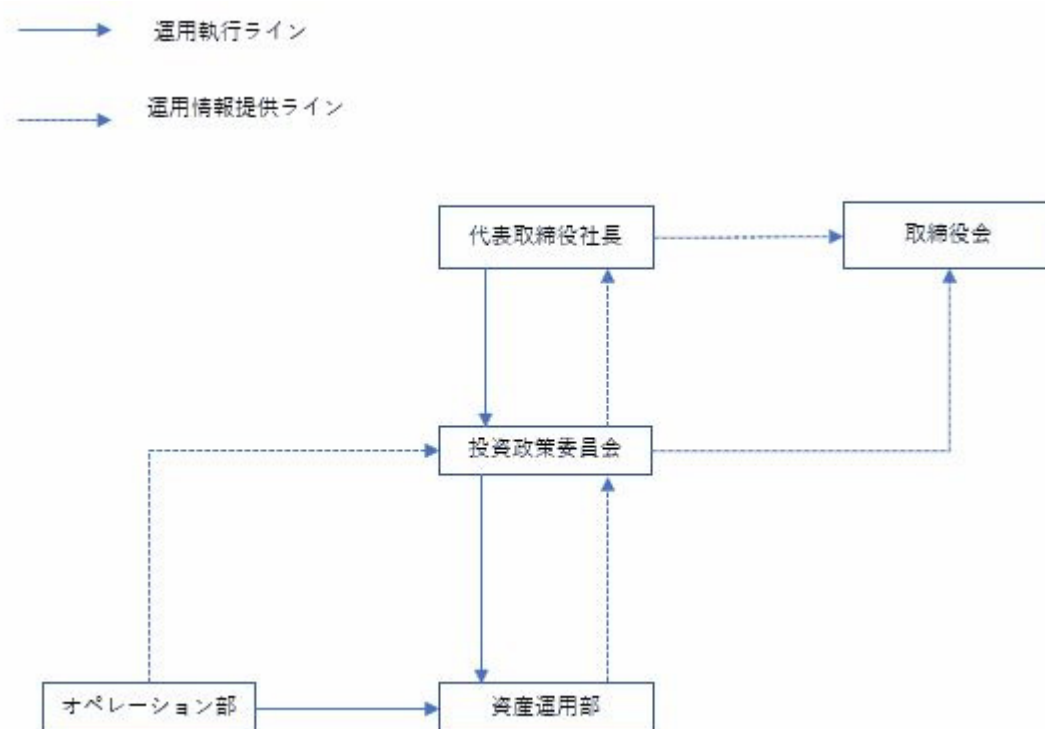 運用執行ライン
運用情報提供ライン
代表取締役社長
取締役会
投資政策委員会
オペレーション部
資産運用部